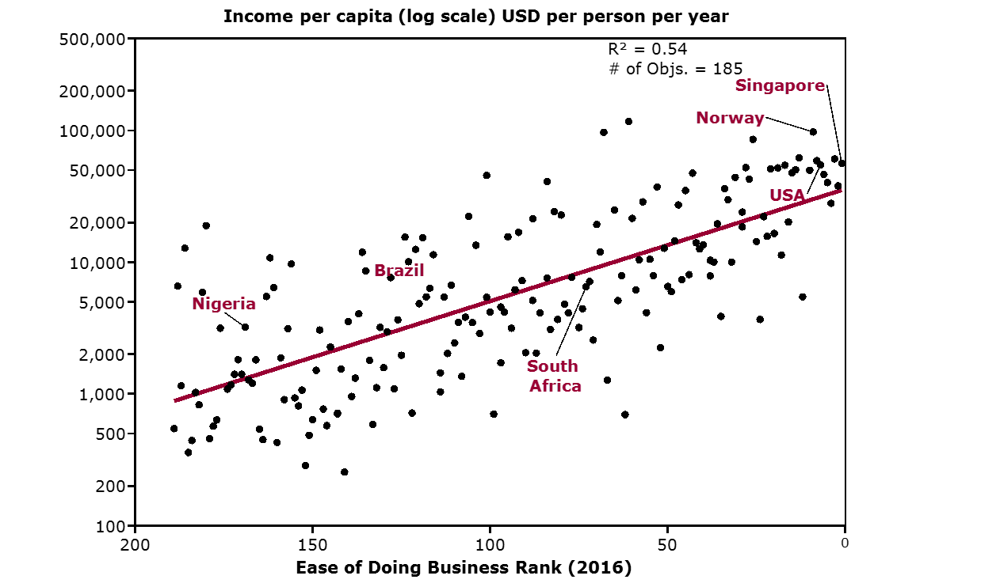 Income per capita (log scale) USD per person per year
500,000
R² = 0.54
# of Objs. = 185
Singapore
200,000
Norway
100,000
50,000
USA
20,000
10,000
Brazil
5,000
Nigeria
2,000
South
Africa
1,000
500
200
100
200
150
100
50
0
Ease of Doing Business Rank (2016)